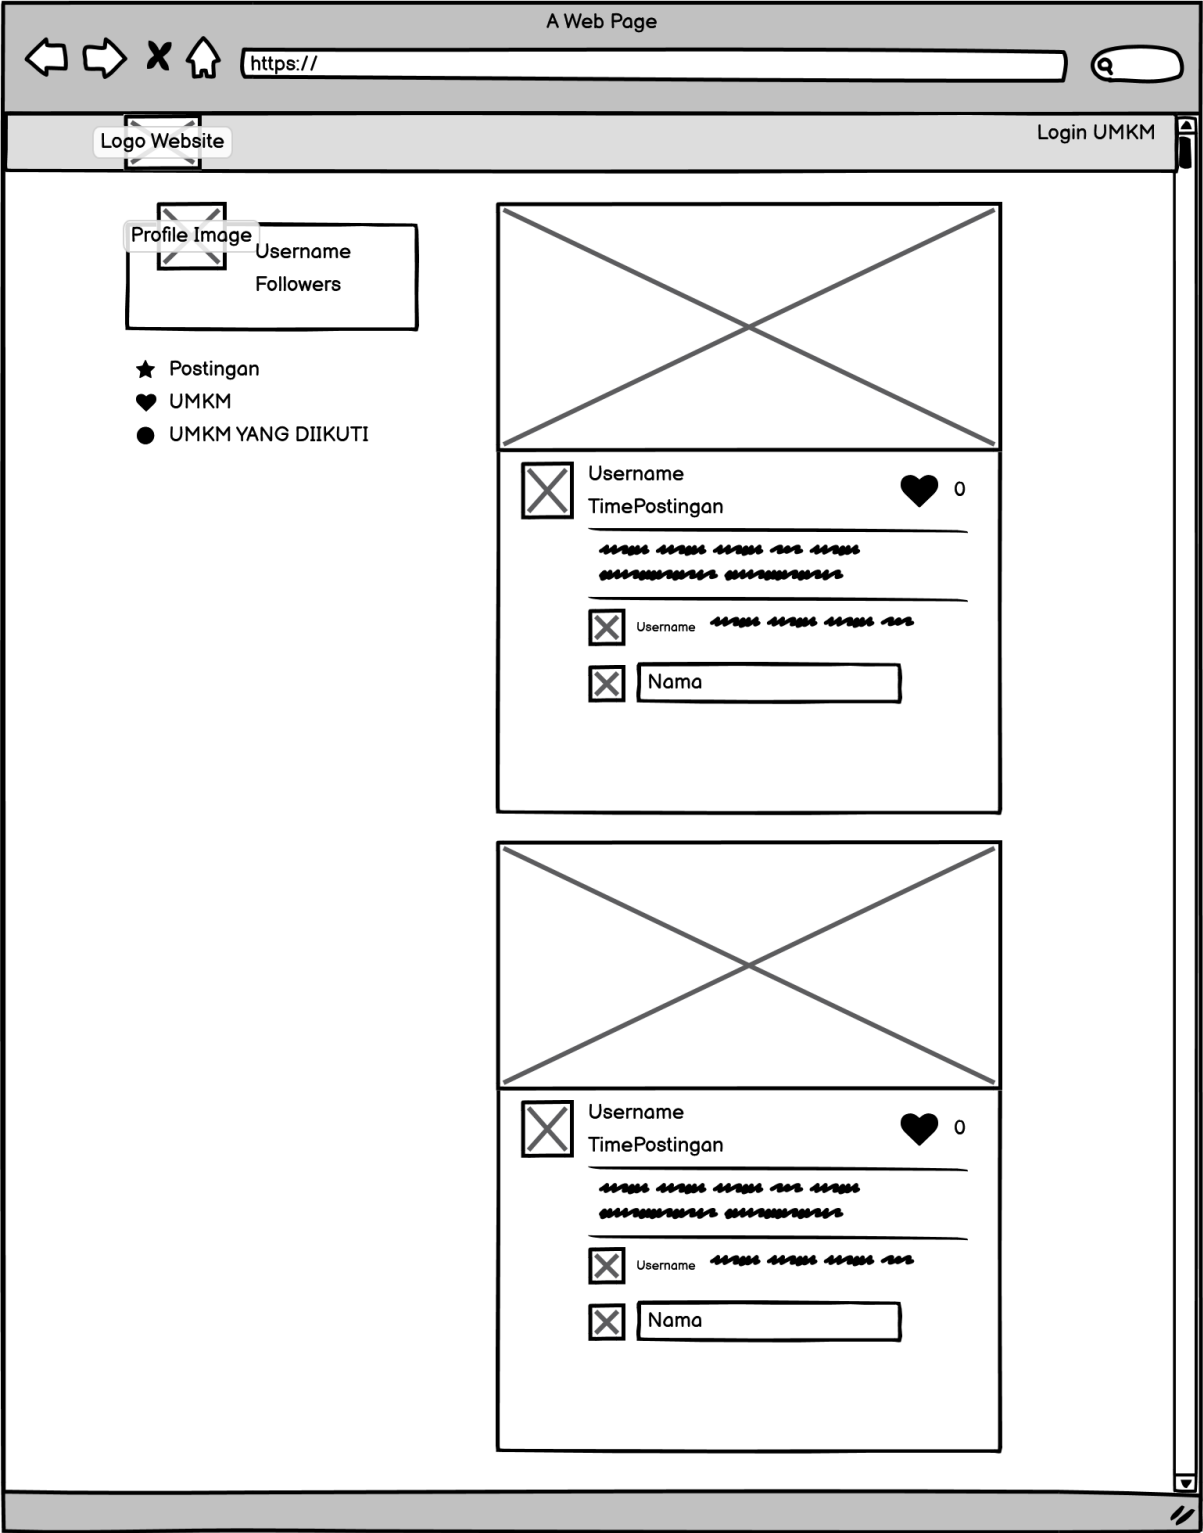 A Web Page
https://
Logo Website
Login UMKM
Profile Image
Username
Followers
Postingan
UMKM
UMKM YANG DIIKUTI
Username
TimePostingan
0
Username
Nama
Username
TimePostingan
0
Username
Nama